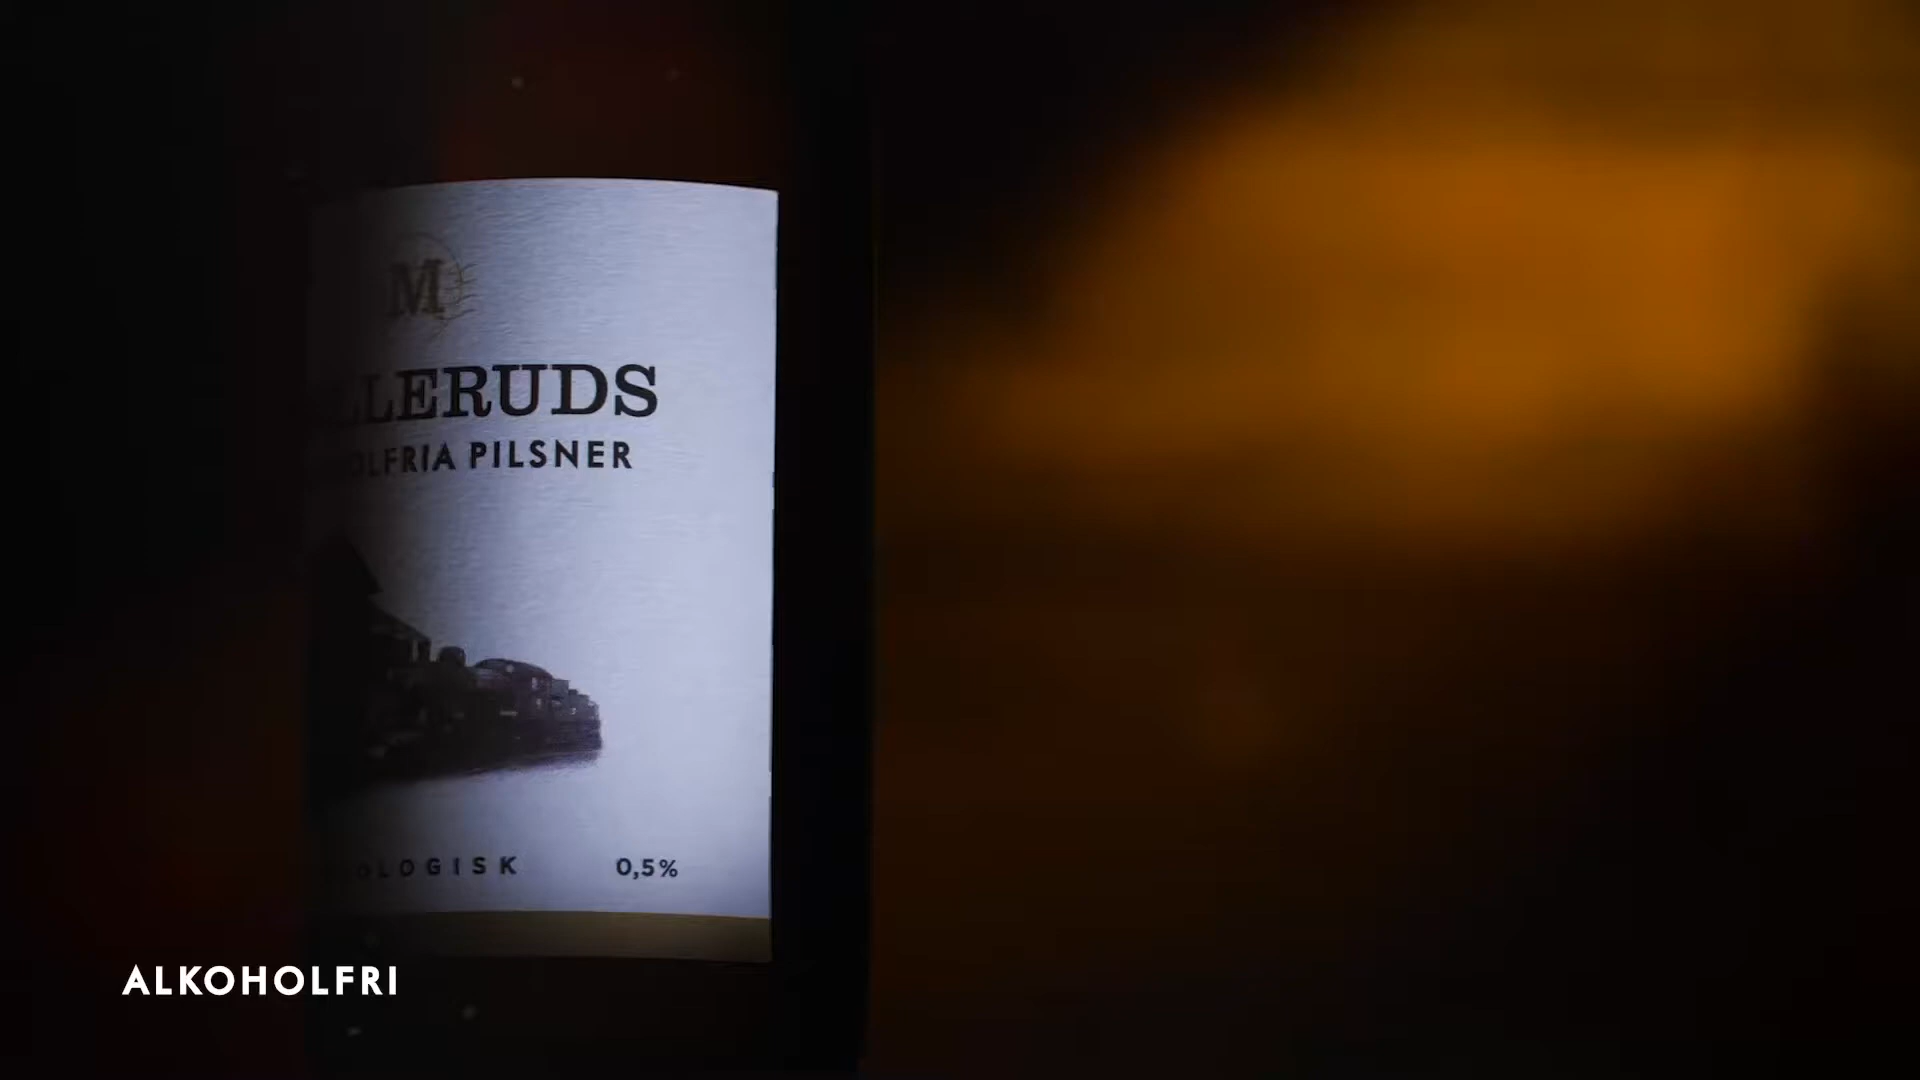 M
LLERUDS
OLFRIA PILSNER
OLOGISK 0,5%
ALKOHOLFRI